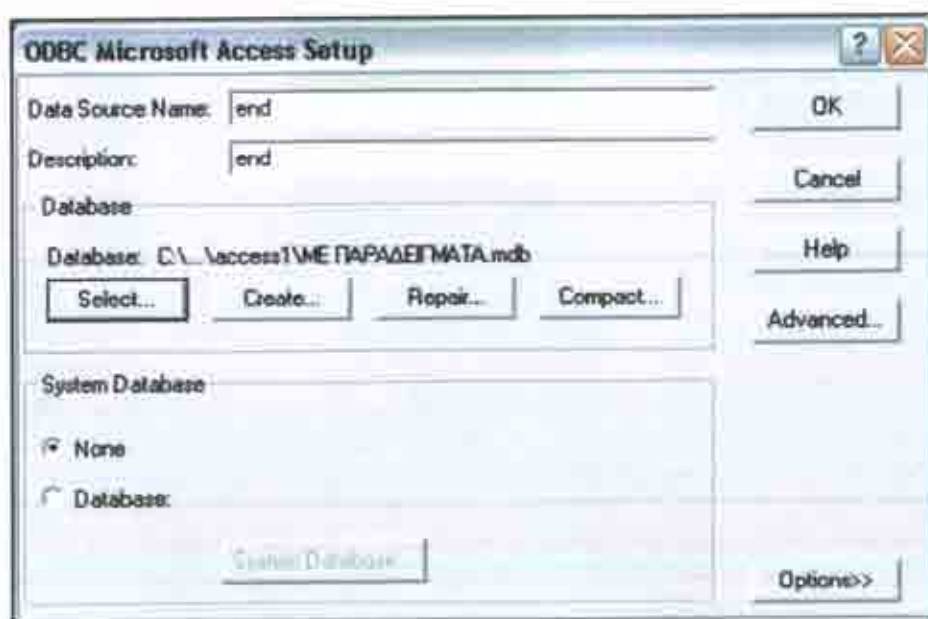 ODBC Microsoft Access Setup
Data Source Name: end
OK
Description: end
Cancel
Database
Database: C:\...\access1\ΜΕ ΠΑΡΑΔΕΙΓΜΑΤΑ.mdb
Help
Select... Create... Repair... Compact...
Advanced...
System Database
None
Database:
System Database...
Options>>